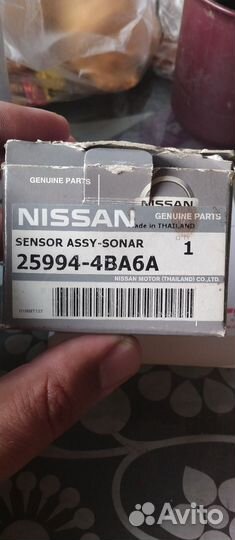 GENUINE PARTS
NISSAN
GENUINE PARTS
Made in THAILAND
SENSOR ASSY-SONAR
1
25994-4BA6A
NISSAN MOTOR (THAILAND) CO.,LTD.
Avito